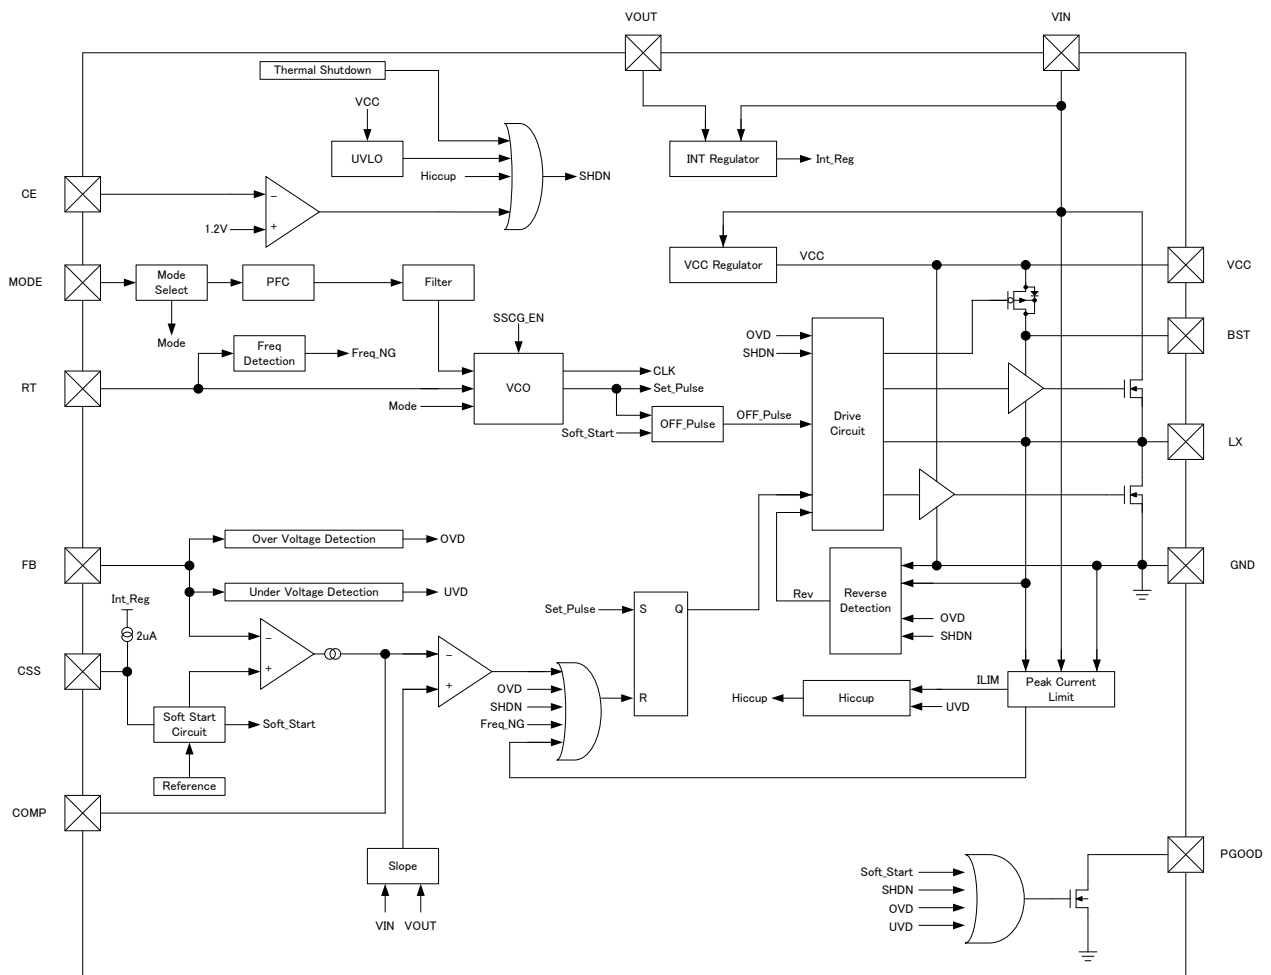 VOUT
VIN
Thermal Shutdown
VCC
UVLO
Hiccup
SHDN
INT Regulator
Int_Reg
CE
−
+
1.2V
VCC Regulator
VCC
VCC
MODE
Mode
Select
PFC
Filter
Mode
SSCG_EN
OVD
SHDN
BST
Freq
Detection
Freq_NG
RT
VCO
CLK
Set_Pulse
Mode
Soft_Start
OFF_Pulse
OFF_Pulse
Drive
Circuit
LX
FB
Over Voltage Detection
OVD
Under Voltage Detection
UVD
GND
Rev
Reverse
Detection
OVD
SHDN
Int_Reg
2uA
Set_Pulse
S
Q
R
CSS
−
+
−
+
OVD
SHDN
Freq_NG
Soft Start
Circuit
Soft_Start
Reference
Hiccup
Hiccup
ILIM
UVD
Peak Current
Limit
COMP
Slope
VIN
VOUT
PGOOD
Soft_Start
SHDN
OVD
UVD